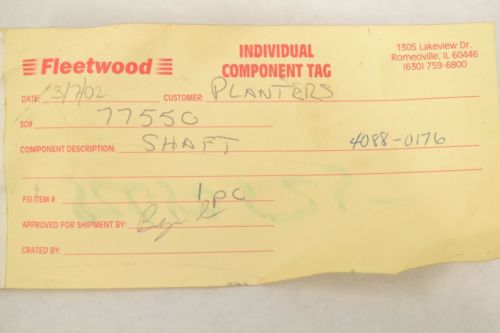 Fleetwood
INDIVIDUAL
COMPONENT TAG
1305 Lakeview Dr.
Romeoville, IL 60446
(630) 759-6800
DATE: 3/7/02 CUSTOMER: PLANTERS
SO# 77550
COMPONENT DESCRIPTION: SHAFT 4088-0176
FSI ITEM #: 1 PC
APPROVED FOR SHIPMENT BY:
CRATED BY: